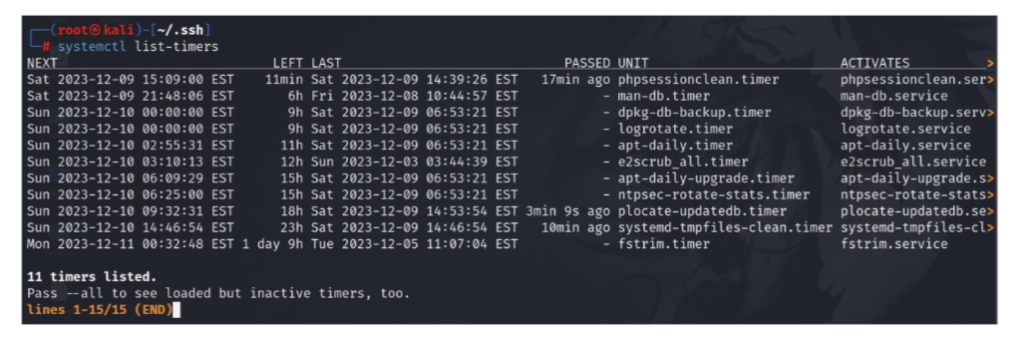 ┌──(root㉿kali)-[~/.ssh]
└─# systemctl list-timers
NEXT LEFT LAST PASSED UNIT ACTIVATES >
Sat 2023-12-09 15:09:00 EST 11min Sat 2023-12-09 14:39:26 EST 17min ago phpsessionclean.timer phpsessionclean.ser>
Sat 2023-12-09 21:48:06 EST 6h Fri 2023-12-08 10:44:57 EST - man-db.timer man-db.service
Sun 2023-12-10 00:00:00 EST 9h Sat 2023-12-09 06:53:21 EST - dpkg-db-backup.timer dpkg-db-backup.serv>
Sun 2023-12-10 00:00:00 EST 9h Sat 2023-12-09 06:53:21 EST - logrotate.timer logrotate.service
Sun 2023-12-10 02:55:31 EST 11h Sat 2023-12-09 06:53:21 EST - apt-daily.timer apt-daily.service
Sun 2023-12-10 03:10:13 EST 12h Sun 2023-12-03 03:44:39 EST - e2scrub_all.timer e2scrub_all.service
Sun 2023-12-10 06:09:29 EST 15h Sat 2023-12-09 06:53:21 EST - apt-daily-upgrade.timer apt-daily-upgrade.s>
Sun 2023-12-10 06:25:00 EST 15h Sat 2023-12-09 06:53:21 EST - ntpsec-rotate-stats.timer ntpsec-rotate-stats>
Sun 2023-12-10 09:32:31 EST 18h Sat 2023-12-09 14:53:54 EST 3min 9s ago plocate-updatedb.timer plocate-updatedb.se>
Sun 2023-12-10 14:46:54 EST 23h Sat 2023-12-09 14:46:54 EST 10min ago systemd-tmpfiles-clean.timer systemd-tmpfiles-cl>
Mon 2023-12-11 00:32:48 EST 1 day 9h Tue 2023-12-05 11:07:04 EST - fstrim.timer fstrim.service
11 timers listed.
Pass --all to see loaded but inactive timers, too.
lines 1-15/15 (END)